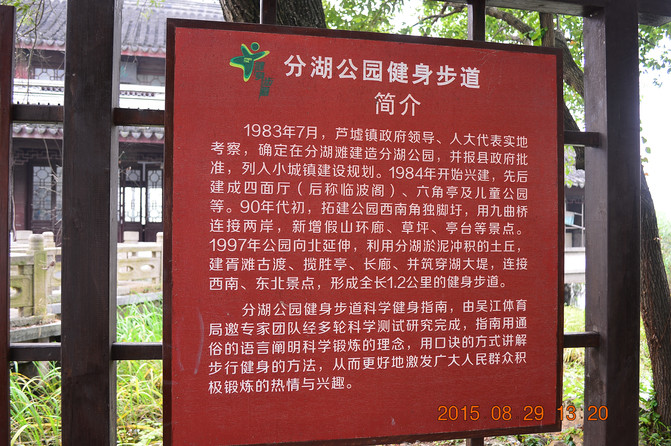 分湖公园健身步道
简介
1983年7月，芦墟镇政府领导、人大代表实地
考察，确定在分湖滩建造分湖公园，并报县政府批
准，列入小城镇建设规划。1984年开始兴建，先后
建成四面厅（后称临波阁）、六角亭及儿童公园
等。90年代初，拓建公园西南角独脚圩，用九曲桥
连接两岸，新增假山环廊、草坪、亭台等景点。
1997年公园向北延伸，利用分湖淤泥冲积的土丘，
建胥滩古渡、揽胜亭、长廊、并筑穿湖大堤，连接
西南、东北景点，形成全长1.2公里的健身步道。
分湖公园健身步道科学健身指南，由吴江体育
局邀专家团队经多轮科学测试研究完成，指南用通
俗的语言阐明科学锻炼的理念，用口诀的方式讲解
步行健身的方法，从而更好地激发广大人民群众积
极锻炼的热情与兴趣。
2015 08 29 13:20